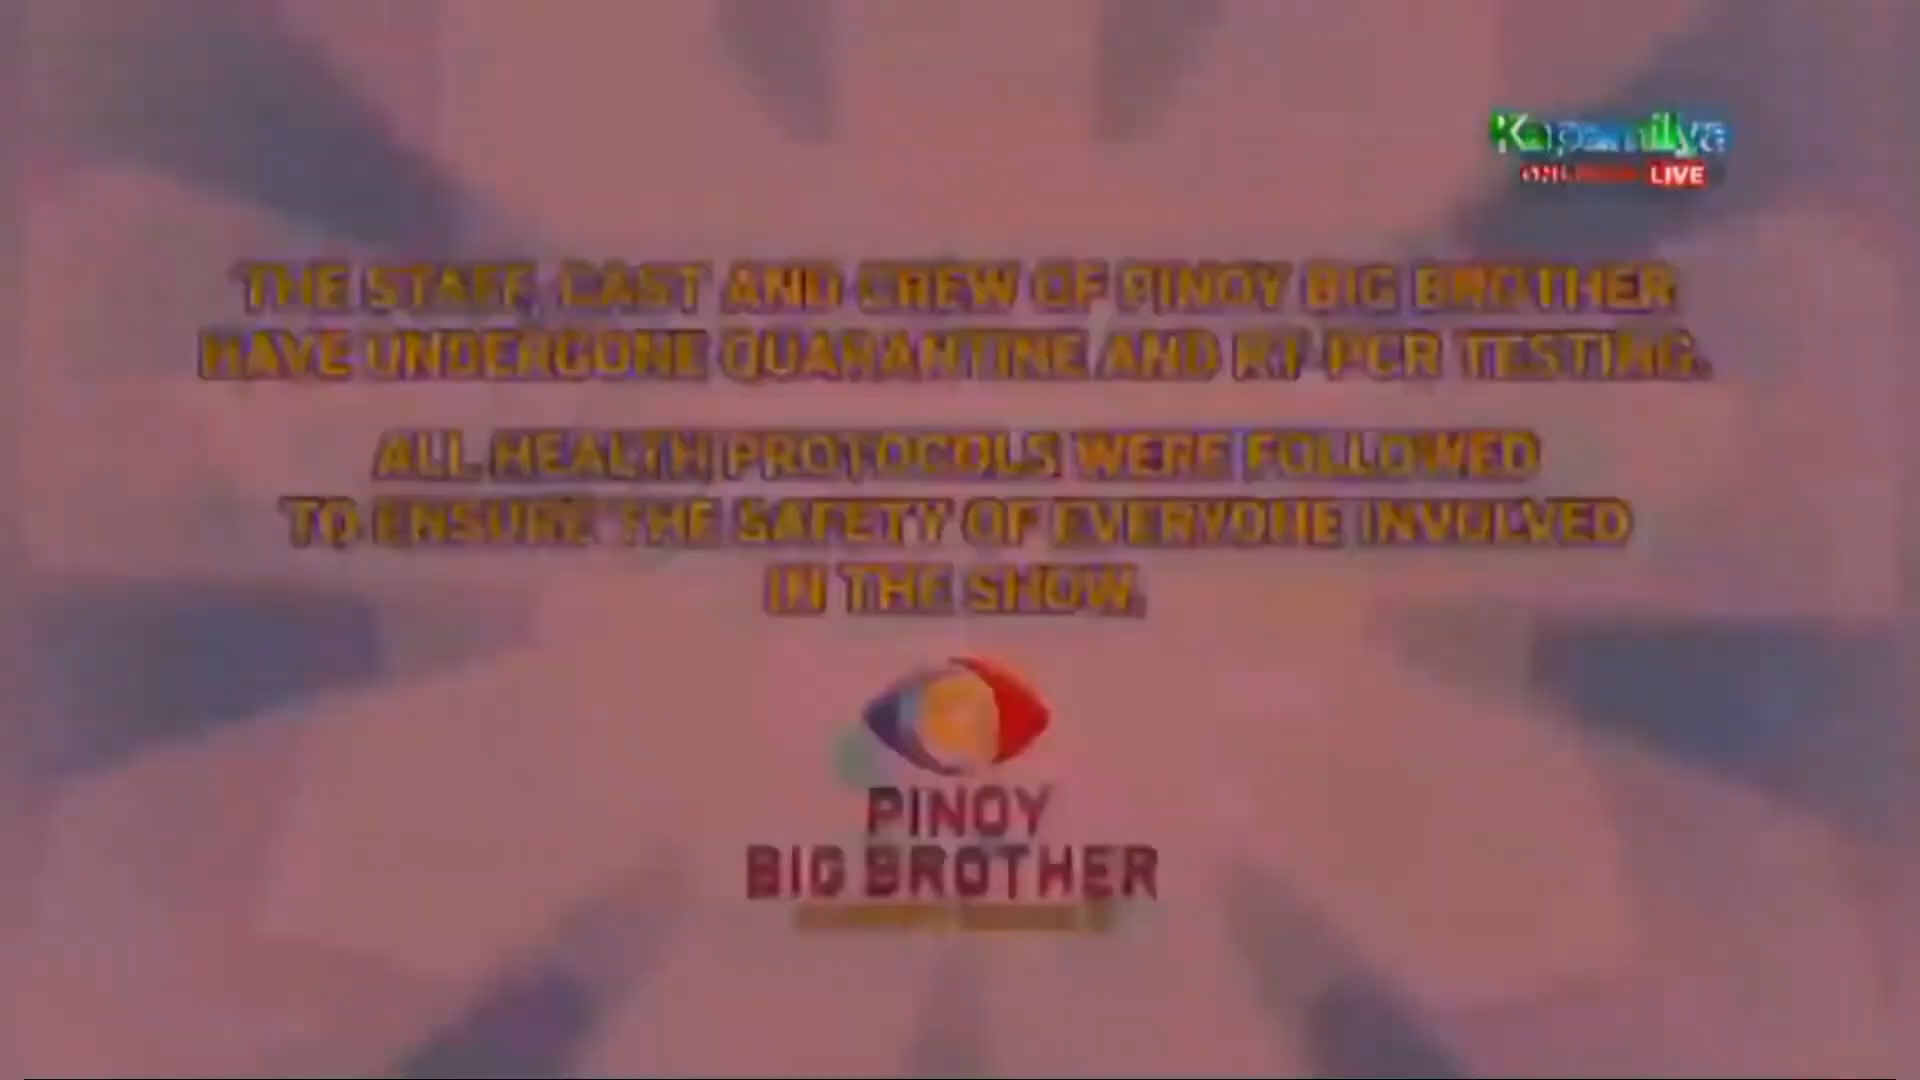 Kapamilya
ONLINE LIVE
THE STAFF, CAST AND CREW OF PINOY BIG BROTHER
HAVE UNDERGONE QUARANTINE AND RT-PCR TESTING.
ALL HEALTH PROTOCOLS WERE FOLLOWED
TO ENSURE THE SAFETY OF EVERYONE INVOLVED
IN THE SHOW.
PINOY
BIG BROTHER